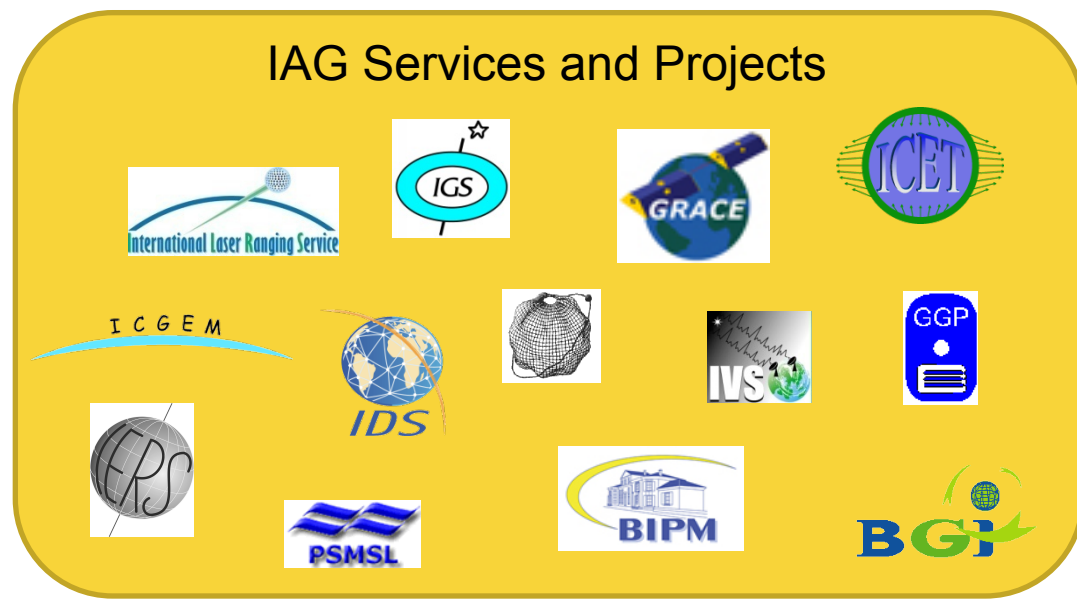 IAG Services and Projects
International Laser Ranging Service
IGS
GRACE
ICET
ICGEM
IDS
IVS
GGP
IERS
PSMSL
BIPM
BGI